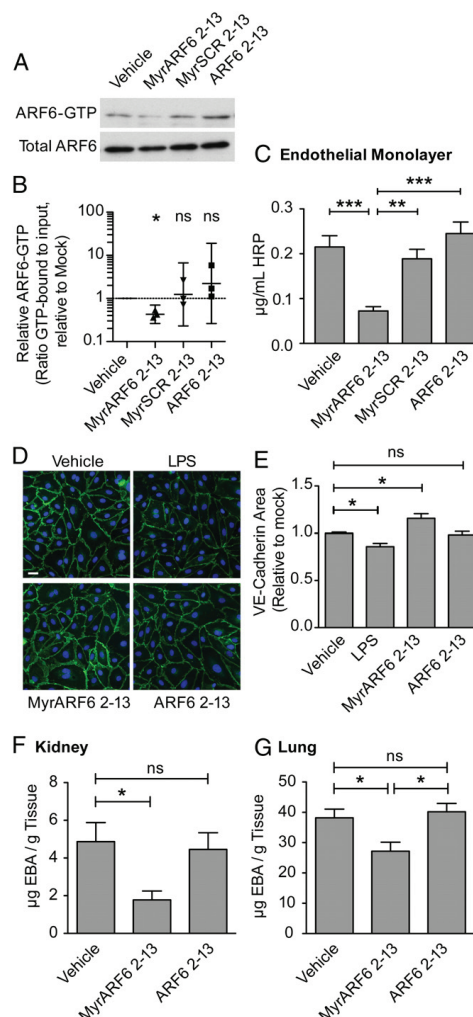 A
Vehicle
MyrARF6 2-13
MyrSCR 2-13
ARF6 2-13
ARF6-GTP
Total ARF6
B
Relative ARF6-GTP
(Ratio GTP-bound to input,
relative to Mock)
100
10
1
0.1
* ns ns
Vehicle
MyrARF6 2-13
MyrSCR 2-13
ARF6 2-13
C Endothelial Monolayer
***
*** **
µg/mL HRP
0.2
0.1
0.0
Vehicle
MyrARF6 2-13
MyrSCR 2-13
ARF6 2-13
D
Vehicle LPS
MyrARF6 2-13 ARF6 2-13
E
ns
*
*
VE-Cadherin Area
(Relative to mock)
1.5
1.0
0.5
0.0
Vehicle
LPS
MyrARF6 2-13
ARF6 2-13
F Kidney
ns
*
µg EBA / g Tissue
8
6
4
2
0
Vehicle
MyrARF6 2-13
ARF6 2-13
G Lung
ns
* *
µg EBA / g Tissue
60
40
20
0
Vehicle
MyrARF6 2-13
ARF6 2-13